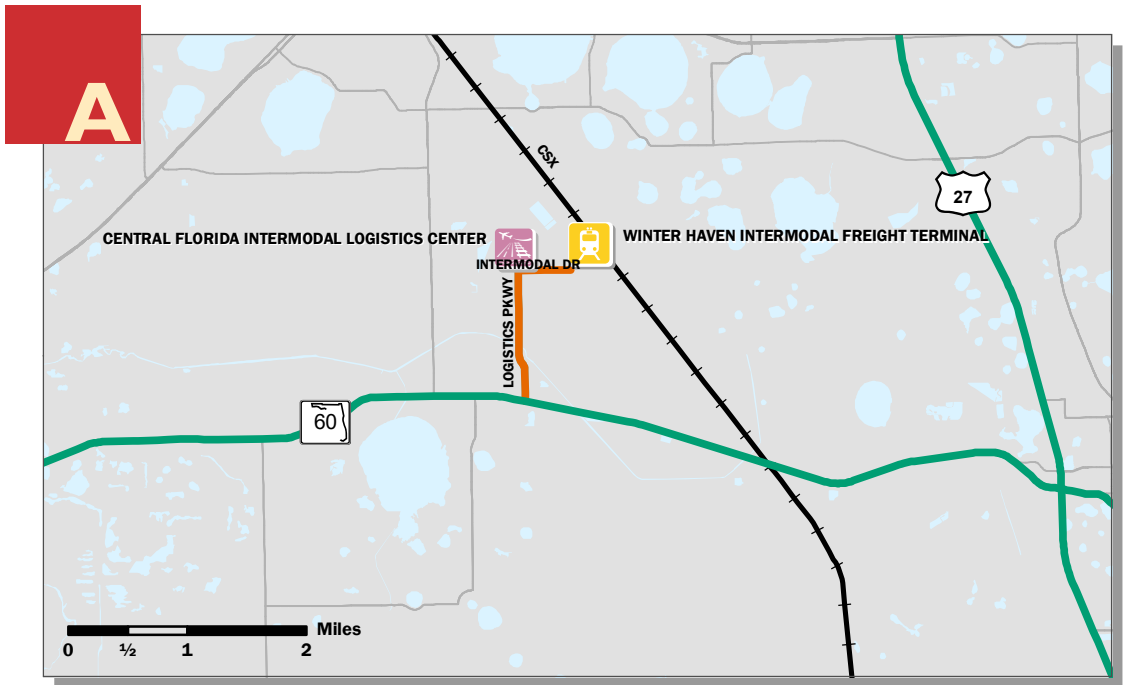 A
CSX
27
CENTRAL FLORIDA INTERMODAL LOGISTICS CENTER
WINTER HAVEN INTERMODAL FREIGHT TERMINAL
INTERMODAL DR
LOGISTICS PKWY
60
Miles
0 ½ 1 2